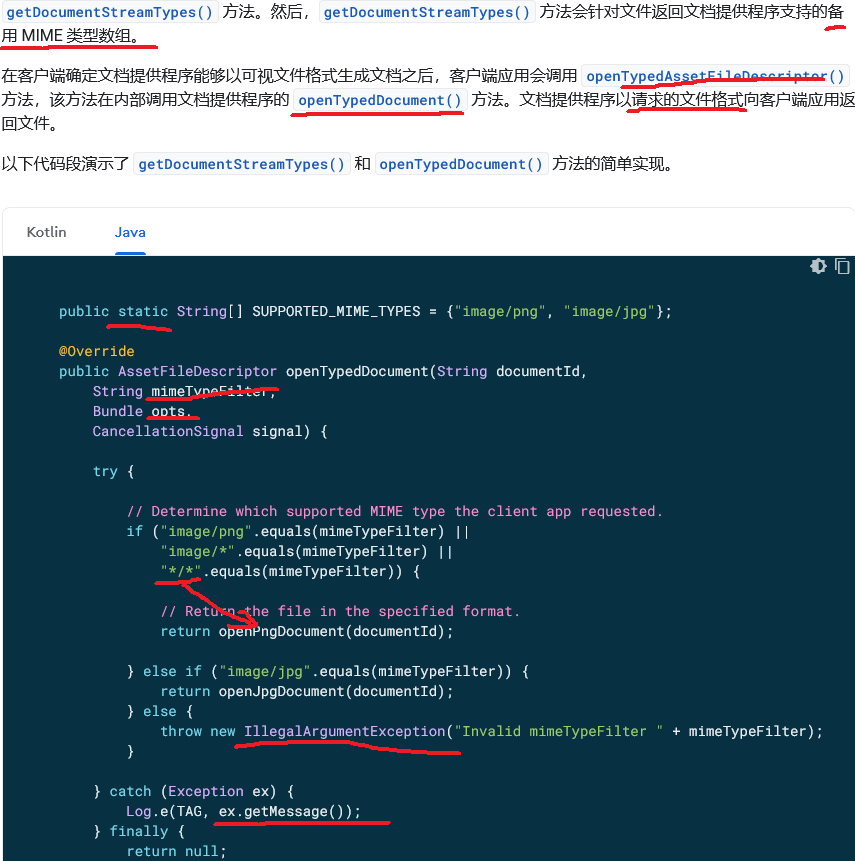 getDocumentStreamTypes() 方法。然后，getDocumentStreamTypes() 方法会针对文件返回文档提供程序支持的备
用 MIME 类型数组。
在客户端确定文档提供程序能够以可视文件格式生成文档之后，客户端应用会调用 openTypedAssetFileDescriptor()
方法，该方法在内部调用文档提供程序的 openTypedDocument() 方法。文档提供程序以请求的文件格式向客户端应用返
回文件。
以下代码段演示了 getDocumentStreamTypes() 和 openTypedDocument() 方法的简单实现。
Kotlin Java
public static String[] SUPPORTED_MIME_TYPES = {"image/png", "image/jpg"};
@Override
public AssetFileDescriptor openTypedDocument(String documentId,
String mimeTypeFilter,
Bundle opts,
CancellationSignal signal) {
try {
// Determine which supported MIME type the client app requested.
if ("image/png".equals(mimeTypeFilter) ||
"image/*".equals(mimeTypeFilter) ||
"*/*".equals(mimeTypeFilter)) {
// Return the file in the specified format.
return openPngDocument(documentId);
} else if ("image/jpg".equals(mimeTypeFilter)) {
return openJpgDocument(documentId);
} else {
throw new IllegalArgumentException("Invalid mimeTypeFilter " + mimeTypeFilter);
}
} catch (Exception ex) {
Log.e(TAG, ex.getMessage());
} finally {
return null;